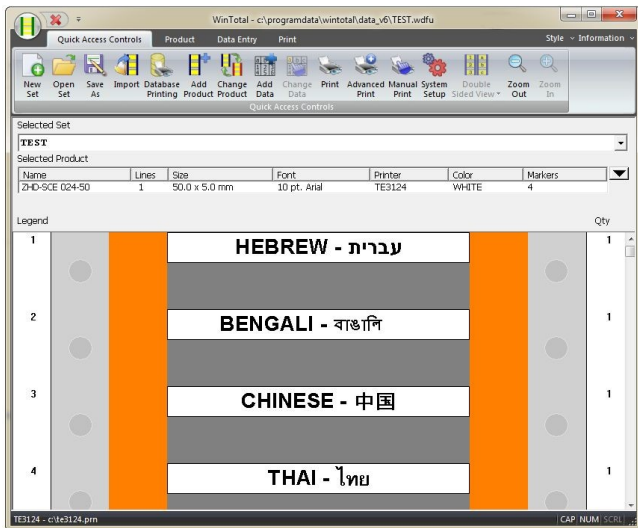 WinTotal - c:\programdata\wintotal\data_v6\TEST.wdfu
Quick Access Controls Product Data Entry Print Style Information
New Set Open Set Save As Import Database Printing Add Product Change Product Add Data Change Data Print Advanced Print Manual Print System Setup Double Sided View Zoom Out Zoom In
Quick Access Controls
Selected Set
TEST
Selected Product
Name Lines Size Font Printer Color Markers
ZHD-SCE 024-50 1 50.0 x 5.0 mm 10 pt. Arial TE3124 WHITE 4
Legend Qty
1 HEBREW - עברית 1
2 BENGALI - বাঙালি 1
3 CHINESE - 中国 1
4 THAI - ไทย 1
TE3124 - c:\te3124.prn CAP NUM SCRL